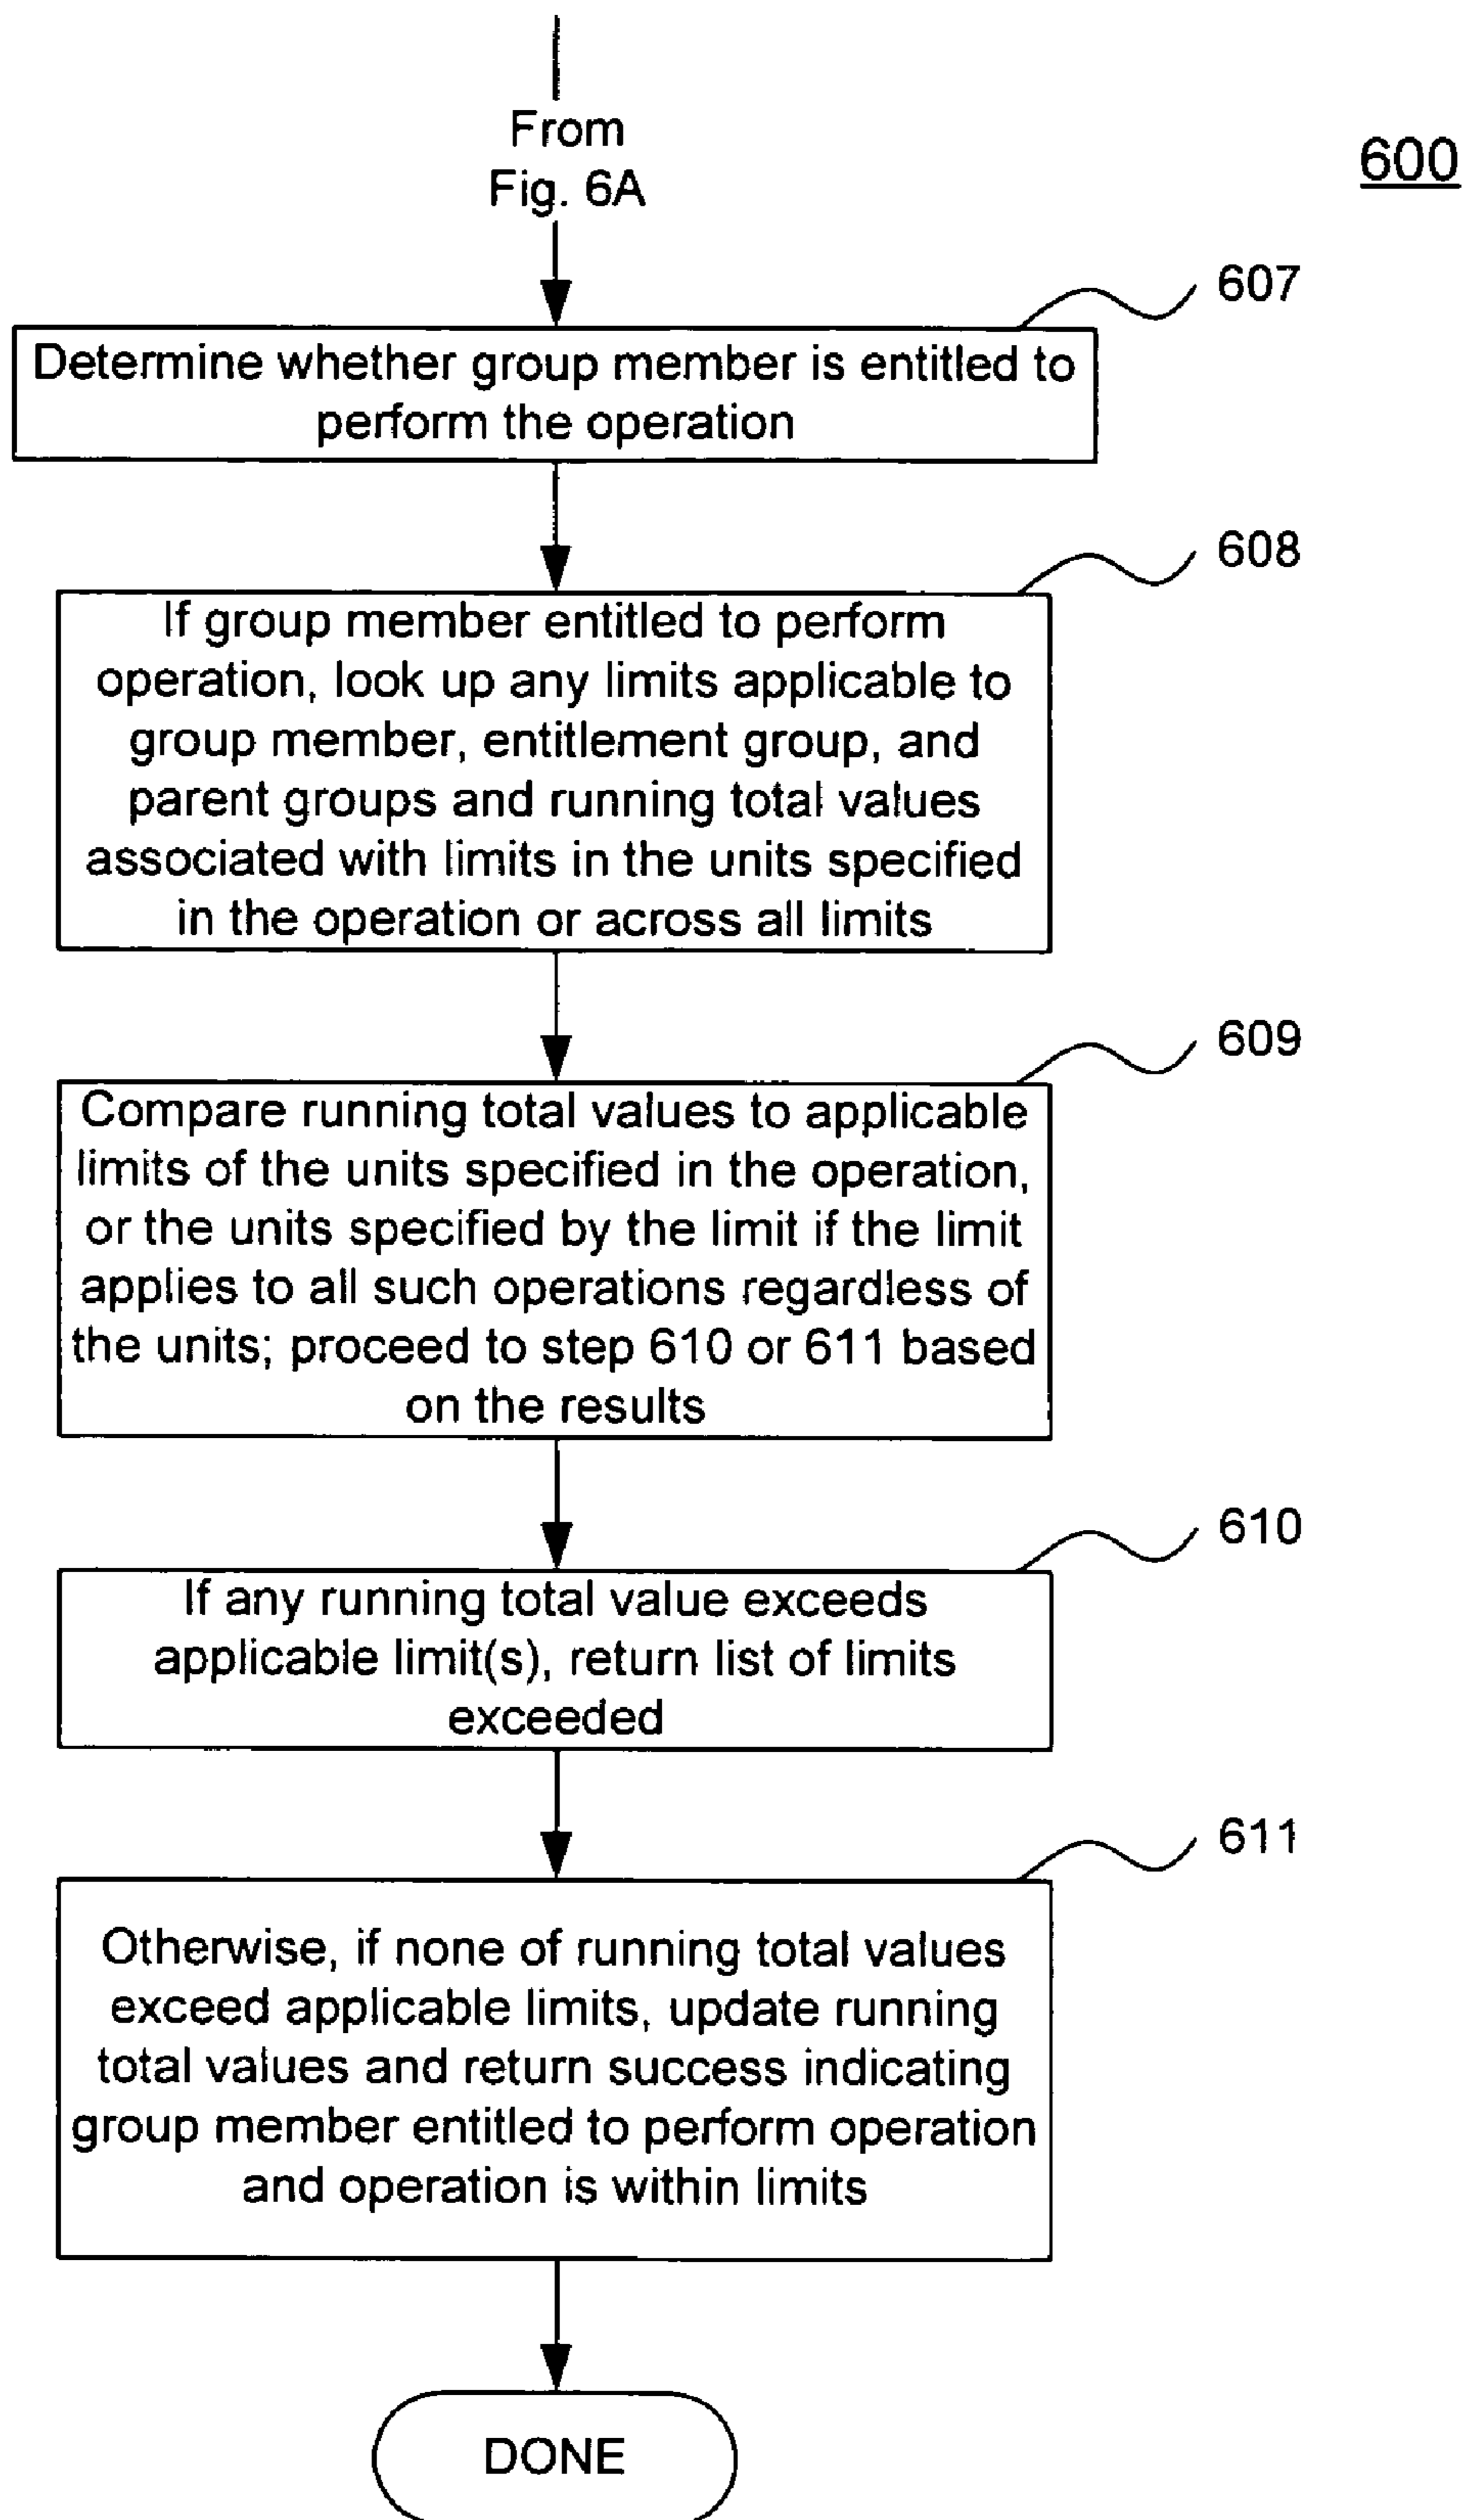 From
Fig. 6A
600
607
Determine whether group member is entitled to
perform the operation
608
If group member entitled to perform
operation, look up any limits applicable to
group member, entitlement group, and
parent groups and running total values
associated with limits in the units specified
in the operation or across all limits
609
Compare running total values to applicable
limits of the units specified in the operation,
or the units specified by the limit if the limit
applies to all such operations regardless of
the units; proceed to step 610 or 611 based
on the results
610
If any running total value exceeds
applicable limit(s), return list of limits
exceeded
611
Otherwise, if none of running total values
exceed applicable limits, update running
total values and return success indicating
group member entitled to perform operation
and operation is within limits
DONE